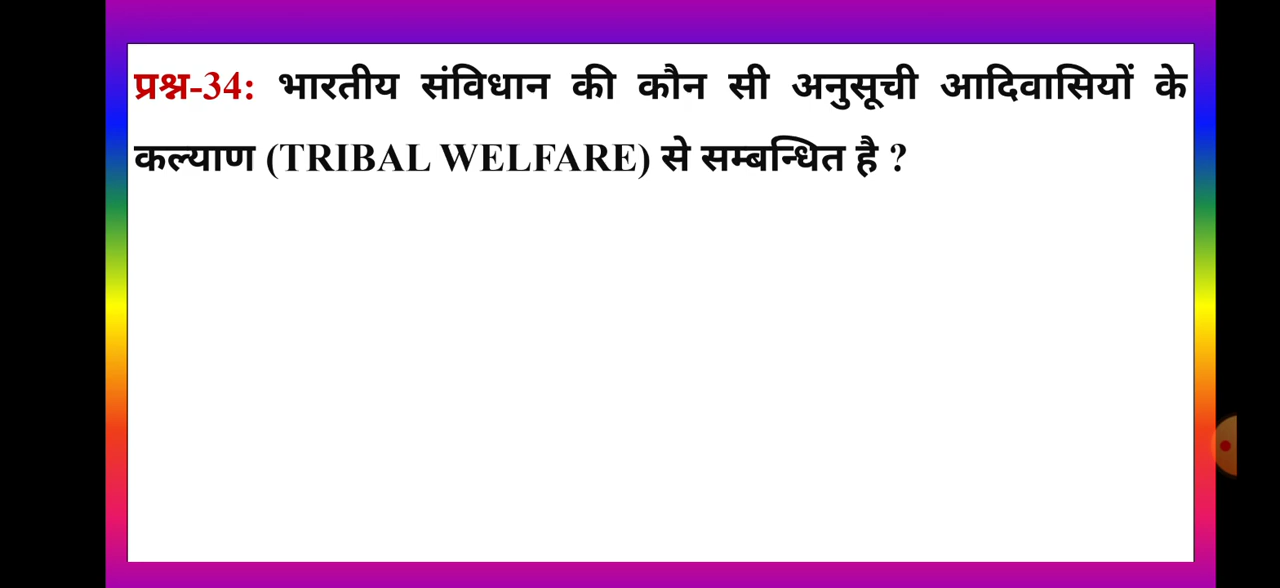 प्रश्न-34: भारतीय संविधान की कौन सी अनुसूची आदिवासियों के
कल्याण (TRIBAL WELFARE) से सम्बन्धित है ?